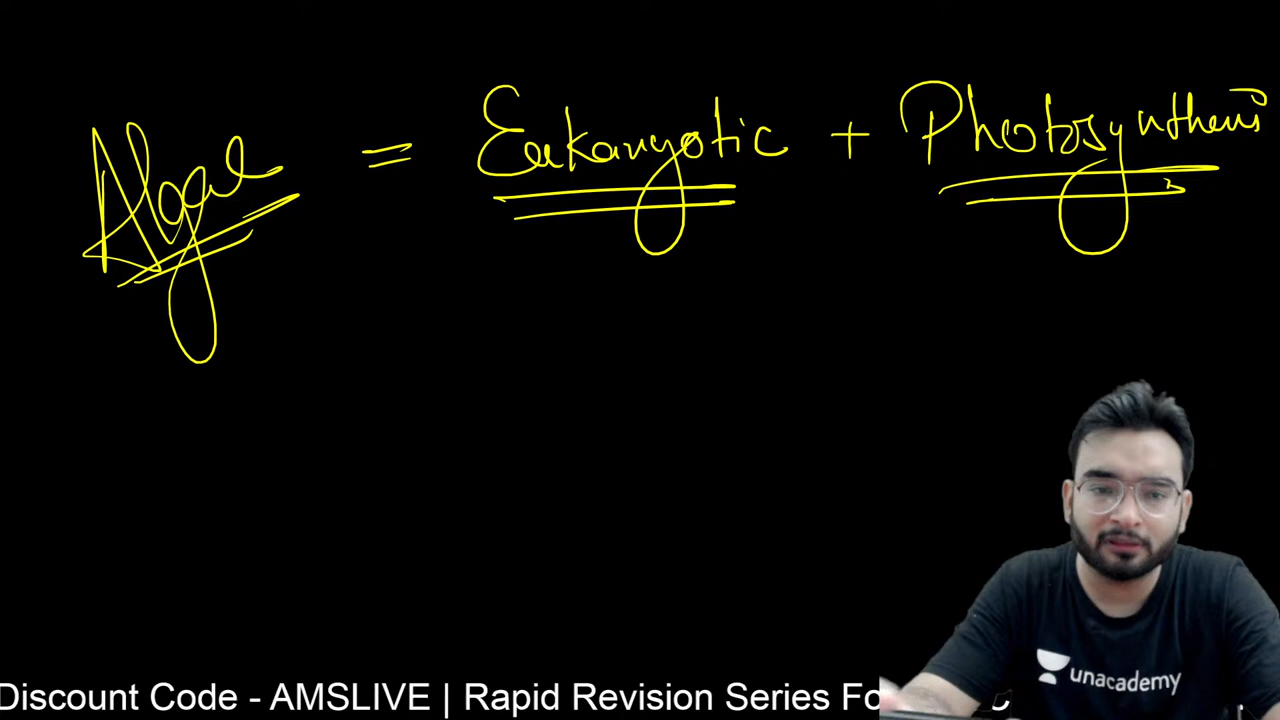 Algae = Eukaryotic + Photosynthesis
unacademy
Discount Code - AMSLIVE | Rapid Revision Series Fo